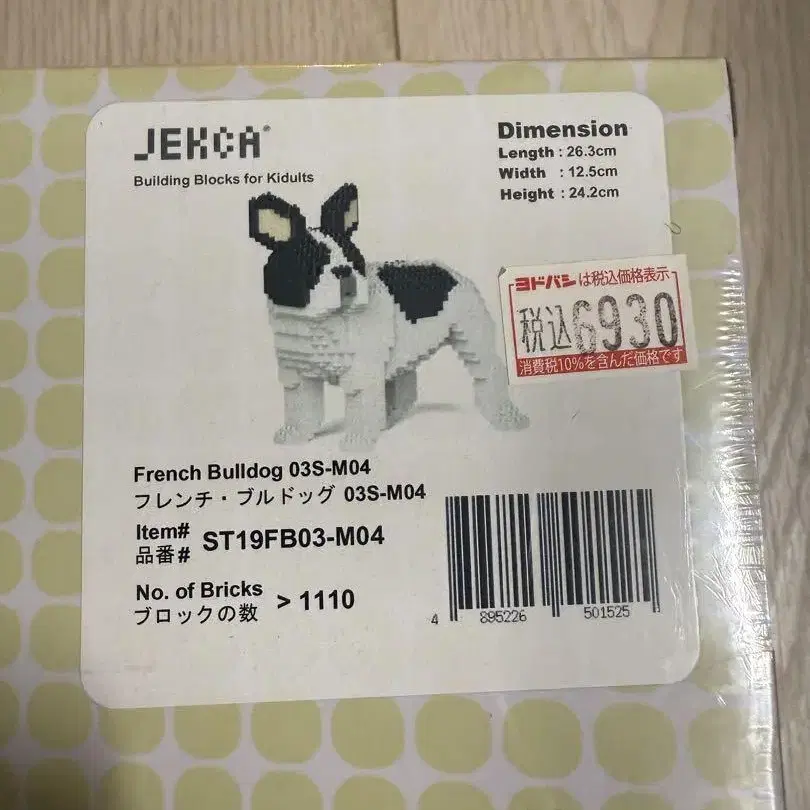 JEKCA
Building Blocks for Kidults
Dimension
Length : 26.3cm
Width : 12.5cm
Height : 24.2cm
ヨドバシは税込価格表示
税込6930
消費税10%を含んだ価格です
French Bulldog 03S-M04
フレンチ・ブルドッグ 03S-M04
Item#
品番#
ST19FB03-M04
No. of Bricks
ブロックの数
> 1110
4 895226 501525